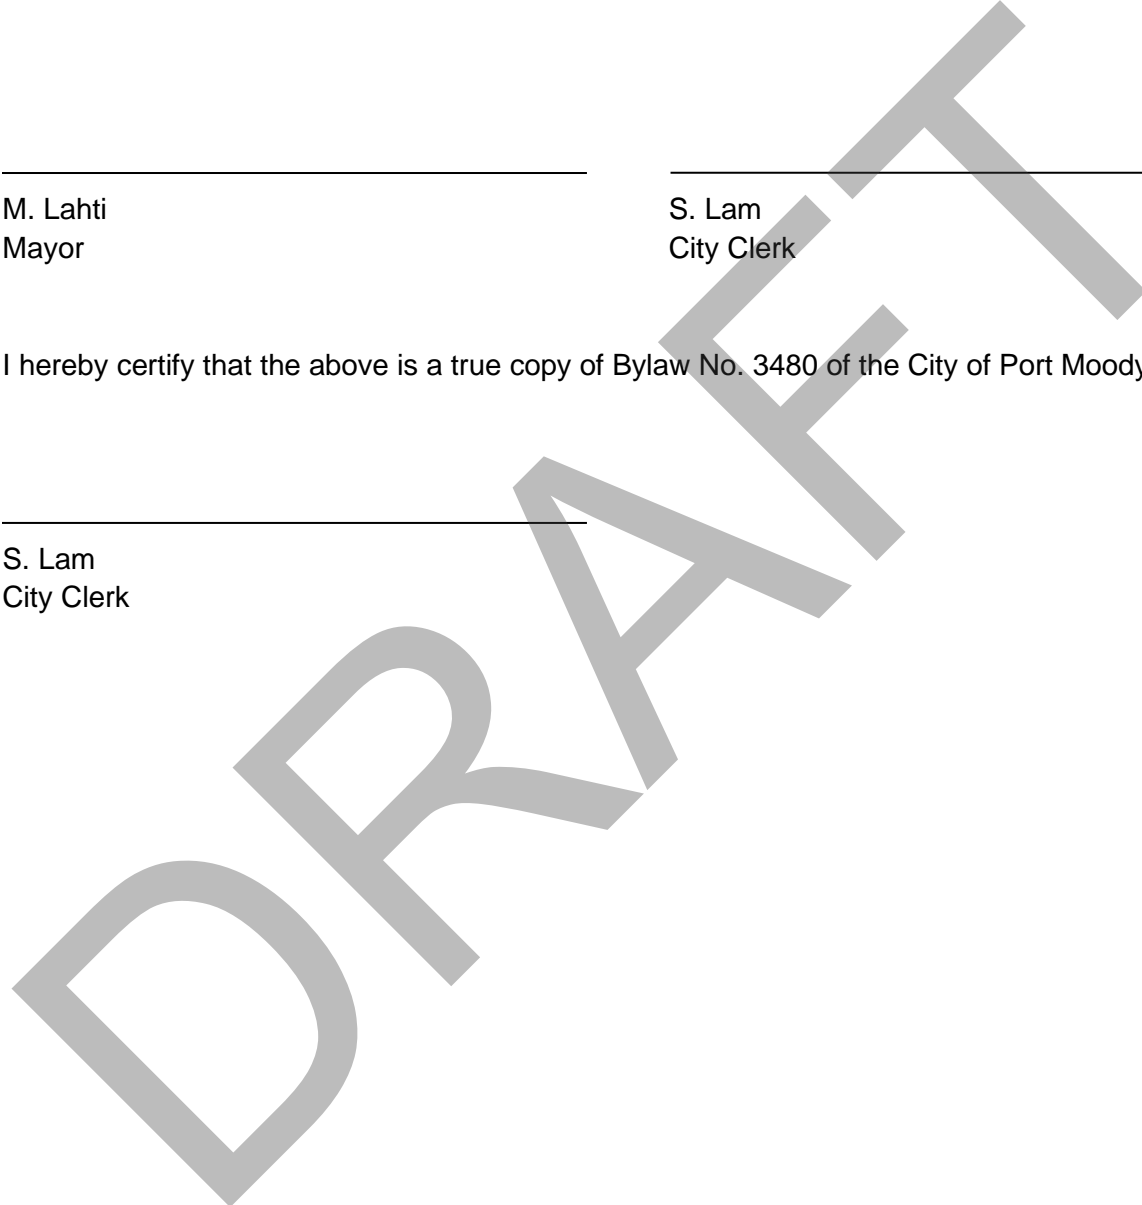 M. Lahti
Mayor
S. Lam
City Clerk
I hereby certify that the above is a true copy of Bylaw No. 3480 of the City of Port Moody
S. Lam
City Clerk
DRAFT